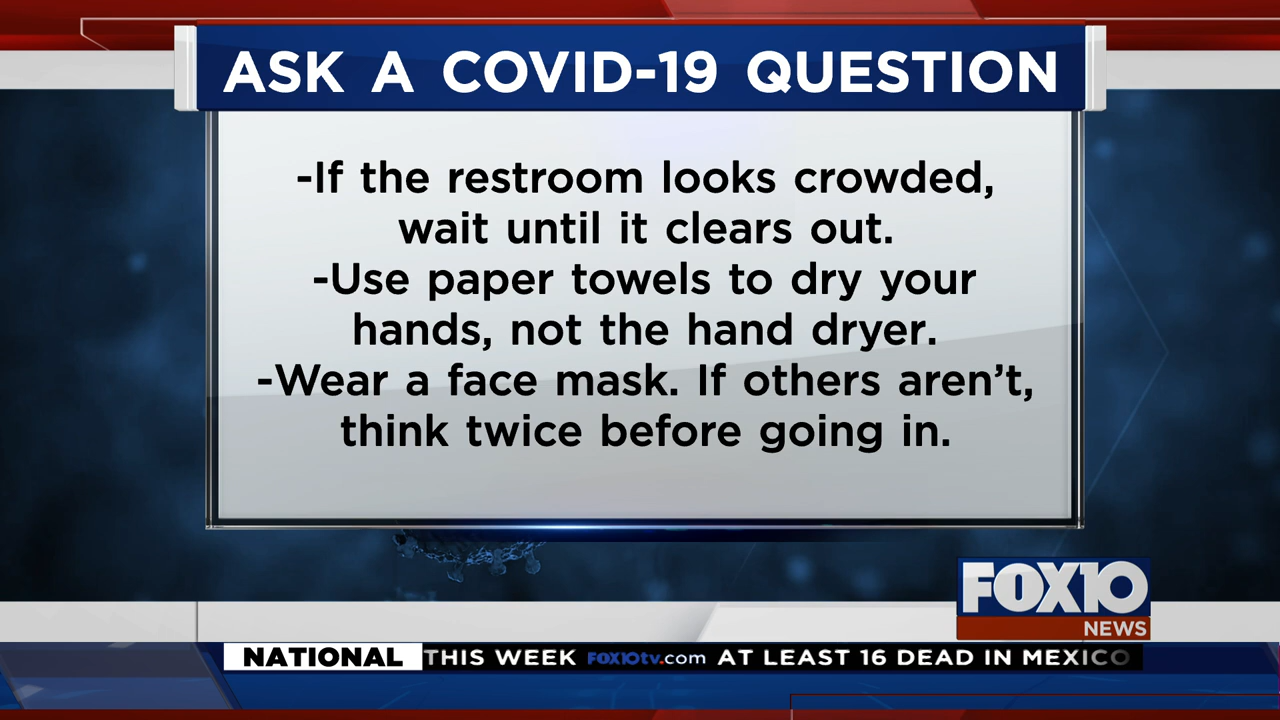 ASK A COVID-19 QUESTION
-If the restroom looks crowded,
wait until it clears out.
-Use paper towels to dry your
hands, not the hand dryer.
-Wear a face mask. If others aren’t,
think twice before going in.
FOX10
NEWS
NATIONAL THIS WEEK FOX10tv.com AT LEAST 16 DEAD IN MEXICO